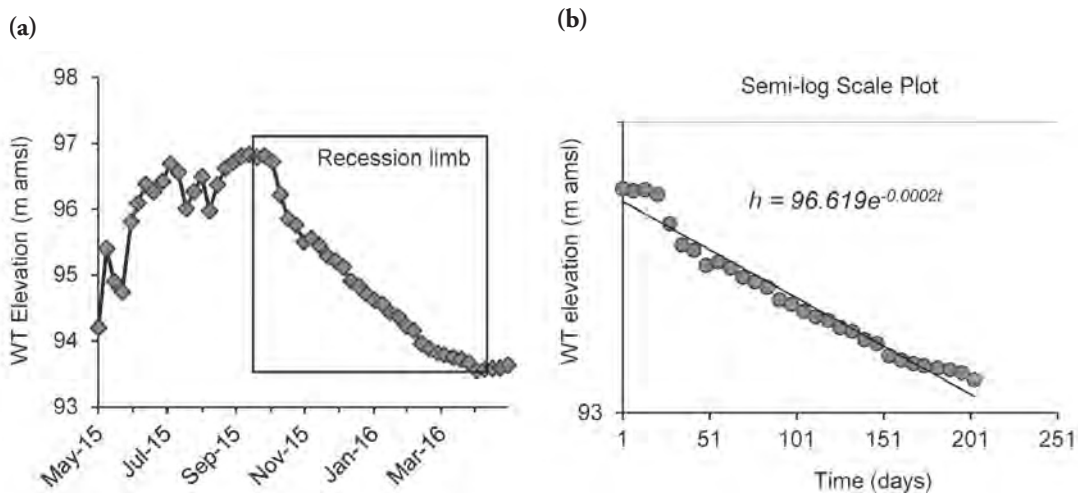 (a)
WT Elevation (m amsl)
98
97
96
95
94
93
Recession limb
May-15
Jul-15
Sep-15
Nov-15
Jan-16
Mar-16
(b)
Semi-log Scale Plot
WT elevation (m amsl)
h = 96.619e^-0.0002t
93
1
51
101
151
201
251
Time (days)